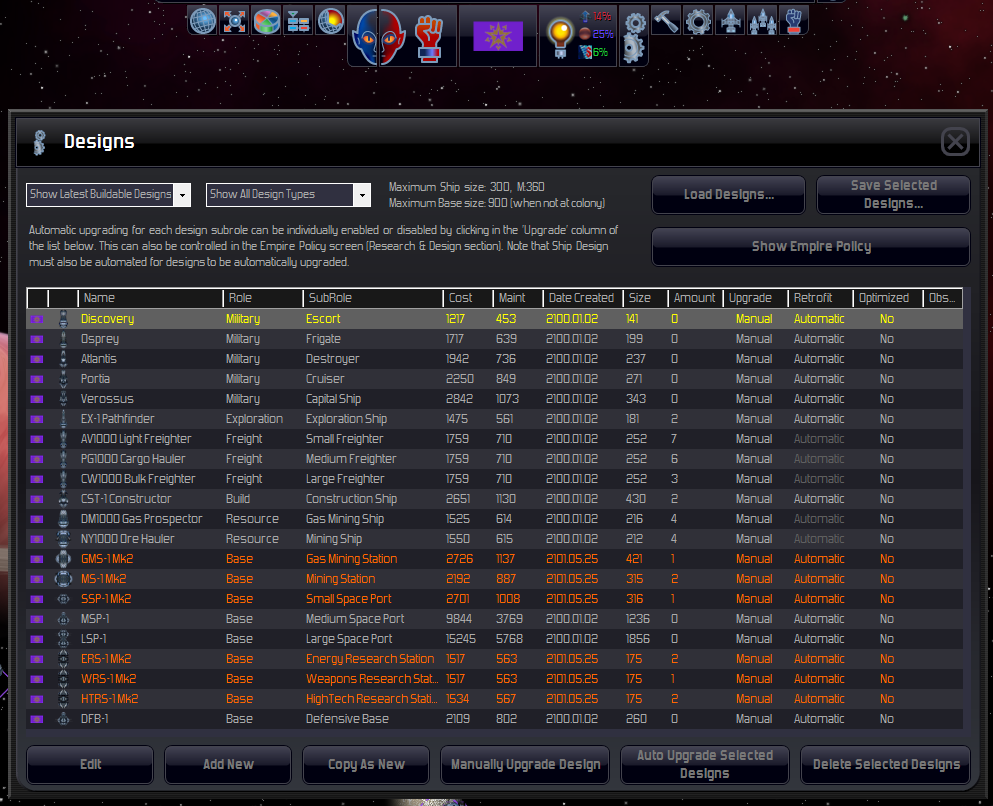 14%
25%
6%
Designs
Show Latest Buildable Designs
Show All Design Types
Maximum Ship size: 300, M:360
Maximum Base size: 900 (when not at colony)
Load Designs...
Save Selected Designs...
Automatic upgrading for each design subrole can be individually enabled or disabled by clicking in the 'Upgrade' column of
the list below. This can also be controlled in the Empire Policy screen (Research & Design section). Note that Ship Design
must also be automated for designs to be automatically upgraded.
Show Empire Policy
Name Role SubRole Cost Maint Date Created Size Amount Upgrade Retrofit Optimized Obs...
Discovery Military Escort 1217 453 2100.01.02 141 0 Manual Automatic No
Osprey Military Frigate 1717 639 2100.01.02 199 0 Manual Automatic No
Atlantis Military Destroyer 1942 736 2100.01.02 237 0 Manual Automatic No
Portia Military Cruiser 2250 849 2100.01.02 271 0 Manual Automatic No
Verossus Military Capital Ship 2842 1073 2100.01.02 343 0 Manual Automatic No
EX-1 Pathfinder Exploration Exploration Ship 1475 561 2100.01.02 181 2 Manual Automatic No
AV1000 Light Freighter Freight Small Freighter 1759 710 2100.01.02 252 7 Manual Automatic No
PG1000 Cargo Hauler Freight Medium Freighter 1759 710 2100.01.02 252 6 Manual Automatic No
CW1000 Bulk Freighter Freight Large Freighter 1759 710 2100.01.02 252 3 Manual Automatic No
CST-1 Constructor Build Construction Ship 2651 1130 2100.01.02 430 2 Manual Automatic No
DM1000 Gas Prospector Resource Gas Mining Ship 1525 614 2100.01.02 216 4 Manual Automatic No
NY1000 Ore Hauler Resource Mining Ship 1550 615 2100.01.02 212 4 Manual Automatic No
GMS-1 Mk2 Base Gas Mining Station 2726 1137 2101.05.25 421 1 Manual Automatic No
MS-1 Mk2 Base Mining Station 2192 887 2101.05.25 315 2 Manual Automatic No
SSP-1 Mk2 Base Small Space Port 2701 1008 2101.05.25 316 1 Manual Automatic No
MSP-1 Base Medium Space Port 9844 3769 2100.01.02 1236 0 Manual Automatic No
LSP-1 Base Large Space Port 15245 5768 2100.01.02 1856 0 Manual Automatic No
ERS-1 Mk2 Base Energy Research Station 1517 563 2101.05.25 175 2 Manual Automatic No
WRS-1 Mk2 Base Weapons Research Stat... 1517 563 2101.05.25 175 1 Manual Automatic No
HTRS-1 Mk2 Base HighTech Research Stati... 1534 567 2101.05.25 175 2 Manual Automatic No
DFB-1 Base Defensive Base 2109 802 2100.01.02 260 0 Manual Automatic No
Edit
Add New
Copy As New
Manually Upgrade Design
Auto Upgrade Selected
Designs
Delete Selected Designs